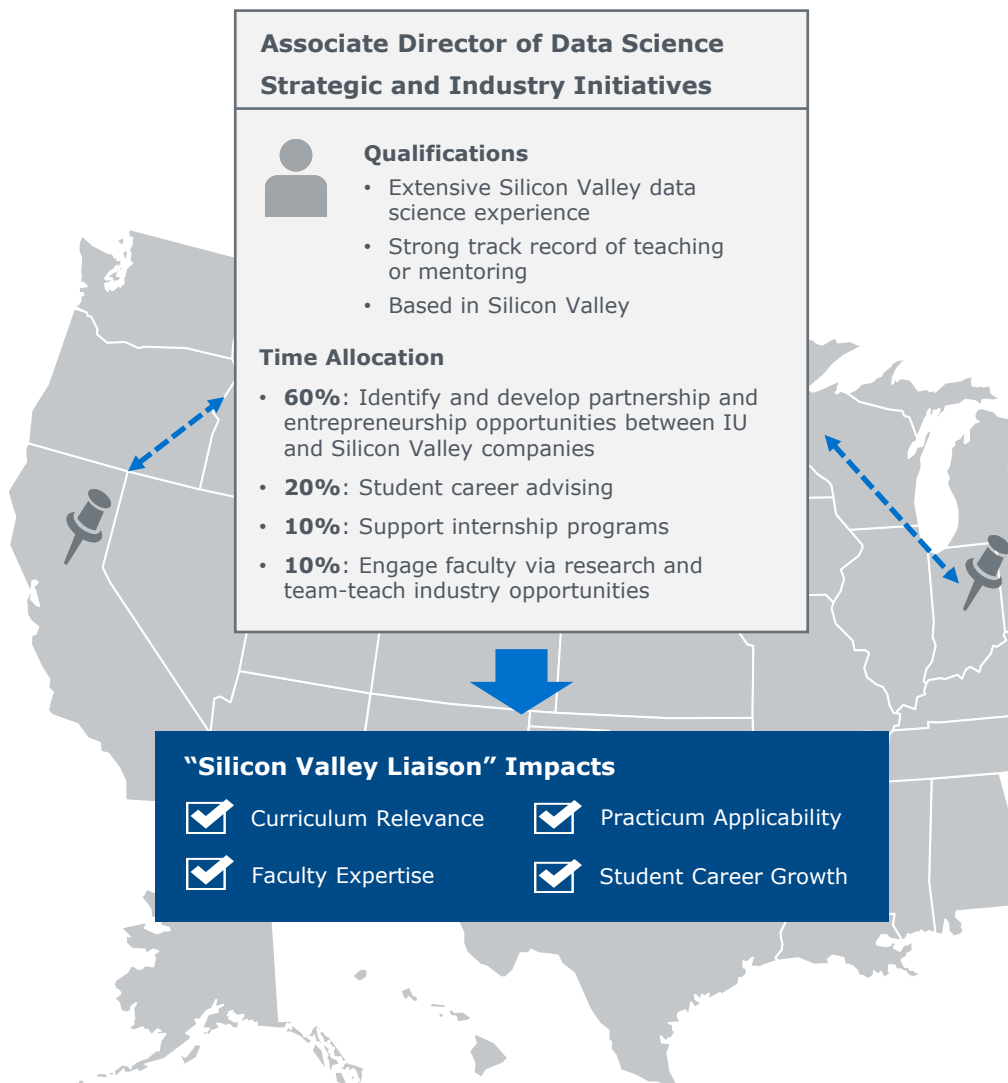 Associate Director of Data Science
Strategic and Industry Initiatives
Qualifications
• Extensive Silicon Valley data
science experience
• Strong track record of teaching
or mentoring
• Based in Silicon Valley
Time Allocation
• 60%: Identify and develop partnership and
entrepreneurship opportunities between IU
and Silicon Valley companies
• 20%: Student career advising
• 10%: Support internship programs
• 10%: Engage faculty via research and
team-teach industry opportunities
“Silicon Valley Liaison” Impacts
Curriculum Relevance
Practicum Applicability
Faculty Expertise
Student Career Growth